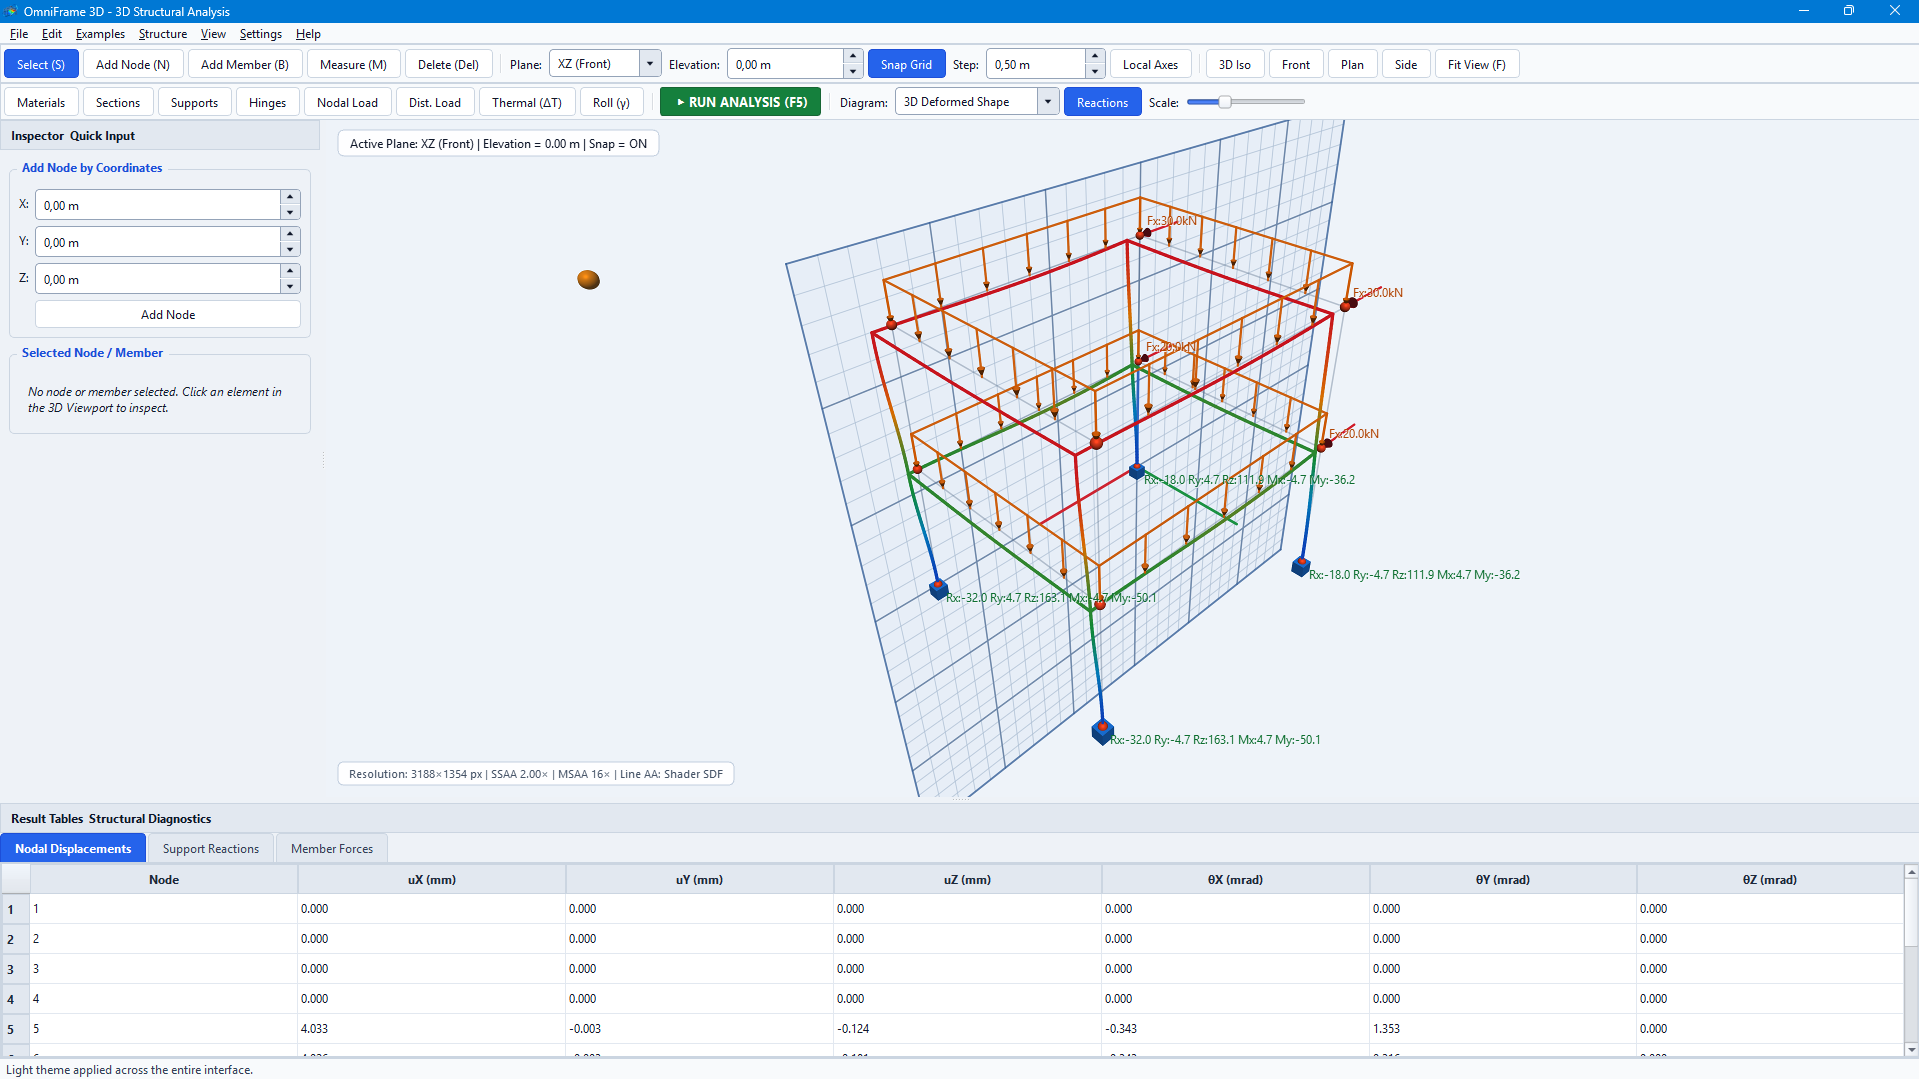 OmniFrame 3D - 3D Structural Analysis
File Edit Examples Structure View Settings Help
Select (S) Add Node (N) Add Member (B) Measure (M) Delete (Del) Plane: XZ (Front) Elevation: 0,00 m Snap Grid Step: 0,50 m Local Axes 3D Iso Front Plan Side Fit View (F)
Materials Sections Supports Hinges Nodal Load Dist. Load Thermal (ΔT) Roll (γ) RUN ANALYSIS (F5) Diagram: 3D Deformed Shape Reactions Scale:
Inspector Quick Input
Add Node by Coordinates
X: 0,00 m
Y: 0,00 m
Z: 0,00 m
Add Node
Selected Node / Member
No node or member selected. Click an element in
the 3D Viewport to inspect.
Active Plane: XZ (Front) | Elevation = 0.00 m | Snap = ON
Fx:30.0kN
Fx:30.0kN
Fx:20.0kN
Fx:20.0kN
Rx:-18.0 Ry:4.7 Rz:111.9 Mx:-4.7 My:-36.2
Rx:-18.0 Ry:-4.7 Rz:111.9 Mx:4.7 My:-36.2
Rx:-32.0 Ry:4.7 Rz:163.1 Mx:-4.7 My:-50.1
Rx:-32.0 Ry:-4.7 Rz:163.1 Mx:4.7 My:-50.1
Resolution: 3188×1354 px | SSAA 2.00× | MSAA 16× | Line AA: Shader SDF
Result Tables Structural Diagnostics
Nodal Displacements Support Reactions Member Forces
Node uX (mm) uY (mm) uZ (mm) θX (mrad) θY (mrad) θZ (mrad)
1 1 0.000 0.000 0.000 0.000 0.000 0.000
2 2 0.000 0.000 0.000 0.000 0.000 0.000
3 3 0.000 0.000 0.000 0.000 0.000 0.000
4 4 0.000 0.000 0.000 0.000 0.000 0.000
5 5 4.033 -0.003 -0.124 -0.343 1.353 0.000
Light theme applied across the entire interface.